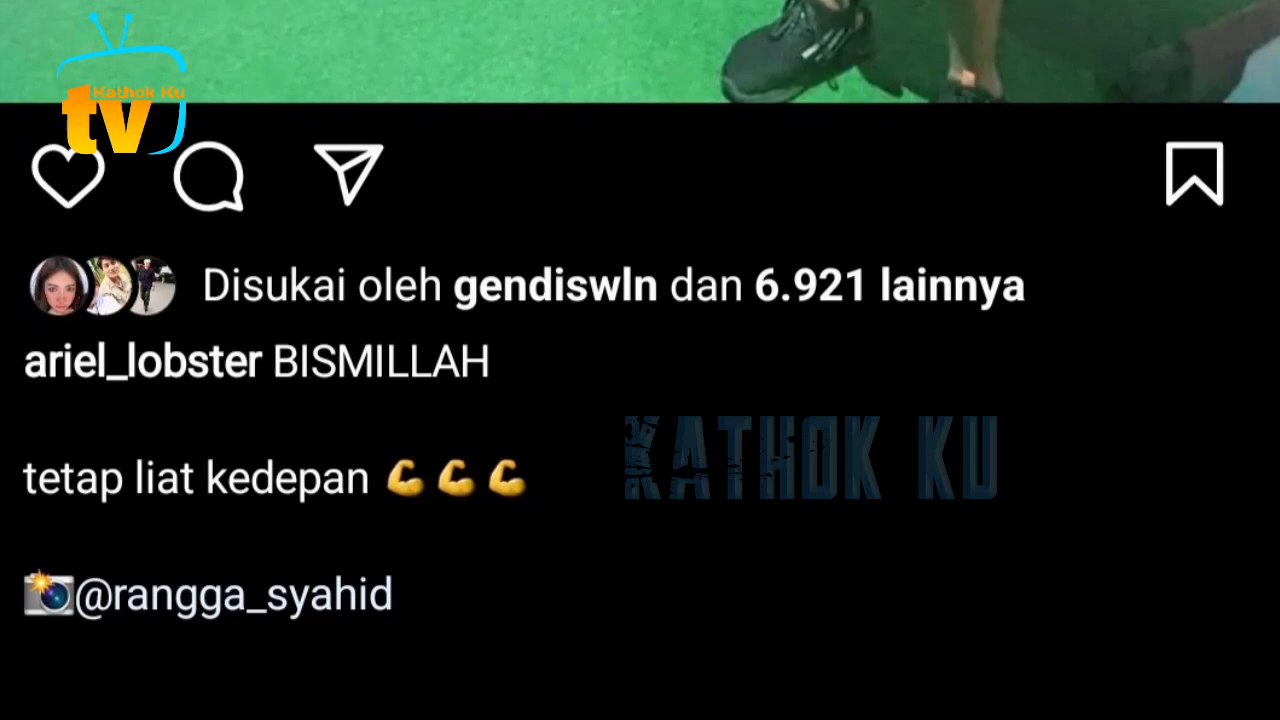 Kathok Ku
tv
Disukai oleh gendiswln dan 6.921 lainnya
ariel_lobster BISMILLAH
KATHOK KU
tetap liat kedepan 💪💪💪
📸@rangga_syahid